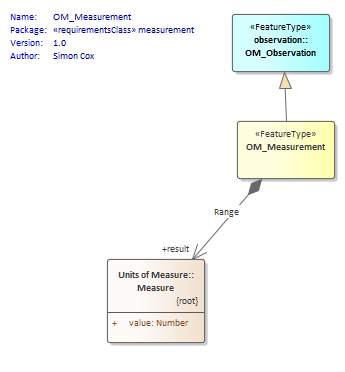 Name: OM_Measurement
Package: «requirementsClass» measurement
Version: 1.0
Author: Simon Cox
«FeatureType»
observation::
OM_Observation
«FeatureType»
OM_Measurement
Range
+result
Units of Measure::
Measure
{root}
+ value: Number